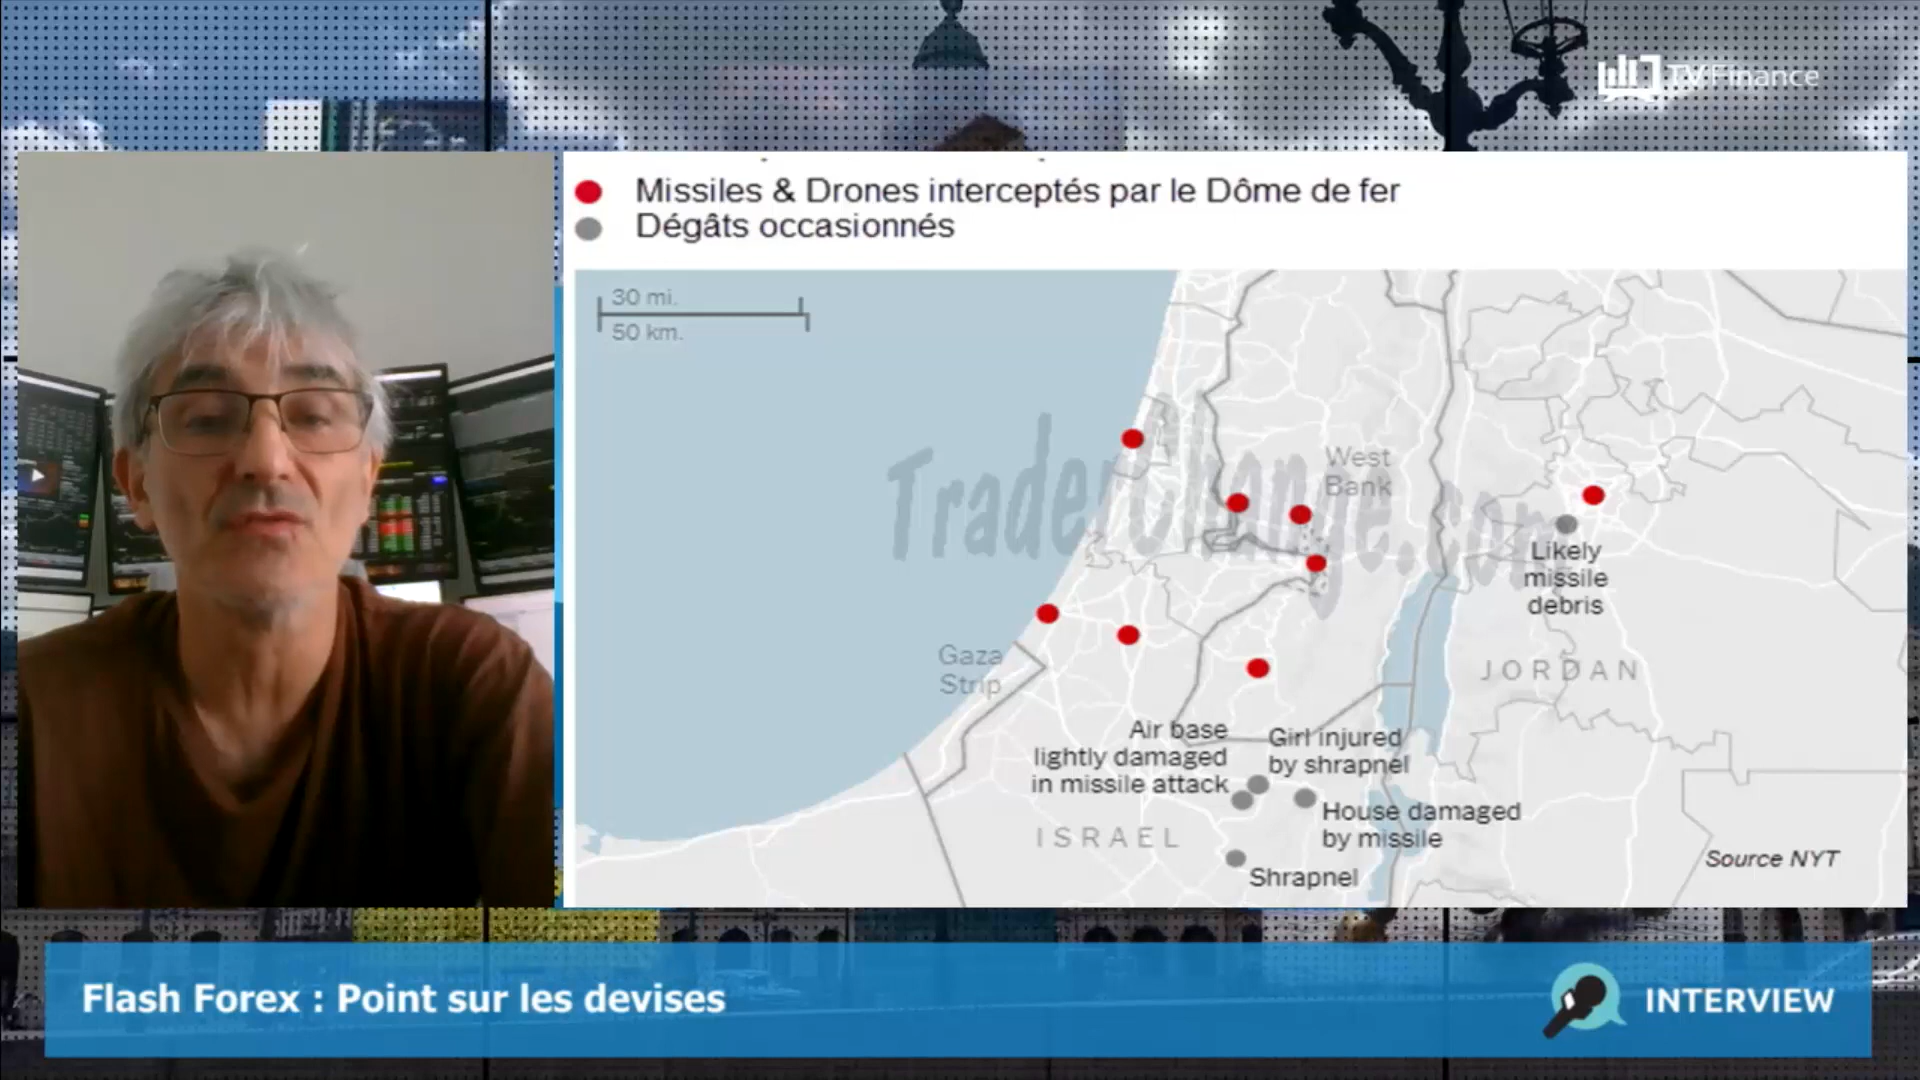 TV Finance
Missiles & Drones interceptés par le Dôme de fer
Dégâts occasionnés
30 mi.
50 km.
TraderChange.com
West
Bank
Likely
missile
debris
Gaza
Strip
JORDAN
Air base
lightly damaged
in missile attack
Girl injured
by shrapnel
House damaged
by missile
ISRAEL
Shrapnel
Source NYT
Flash Forex : Point sur les devises
INTERVIEW